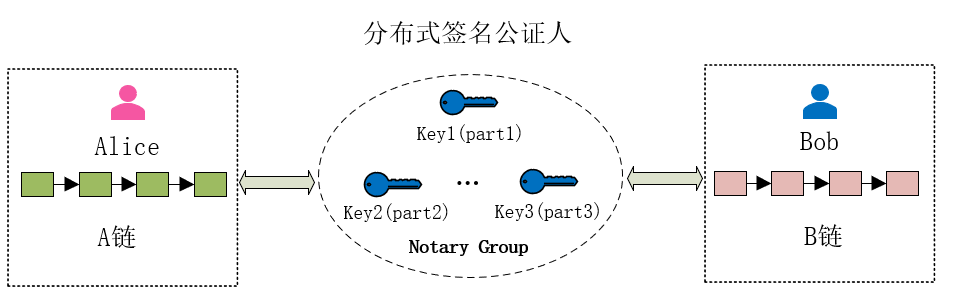 分布式签名公证人
Alice
A链
Key1(part1)
Key2(part2)
...
Key3(part3)
Notary Group
Bob
B链